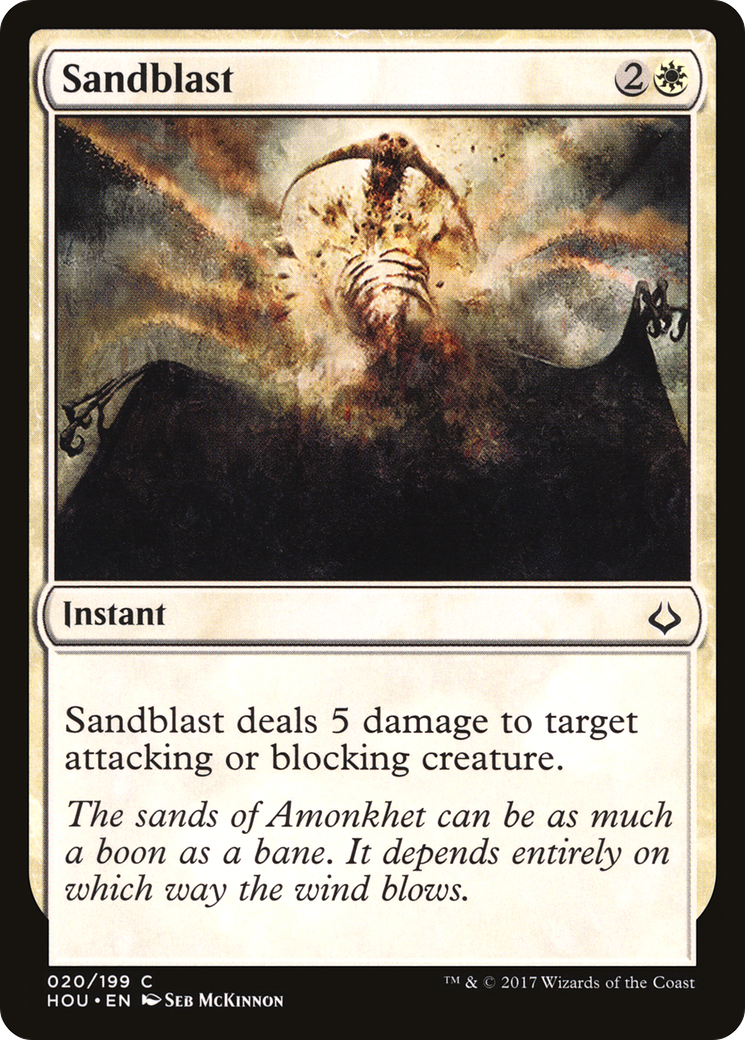 Sandblast 2
Instant
Sandblast deals 5 damage to target
attacking or blocking creature.
The sands of Amonkhet can be as much
a boon as a bane. It depends entirely on
which way the wind blows.
020/199 C
HOU • EN Seb McKinnon
™ & © 2017 Wizards of the Coast